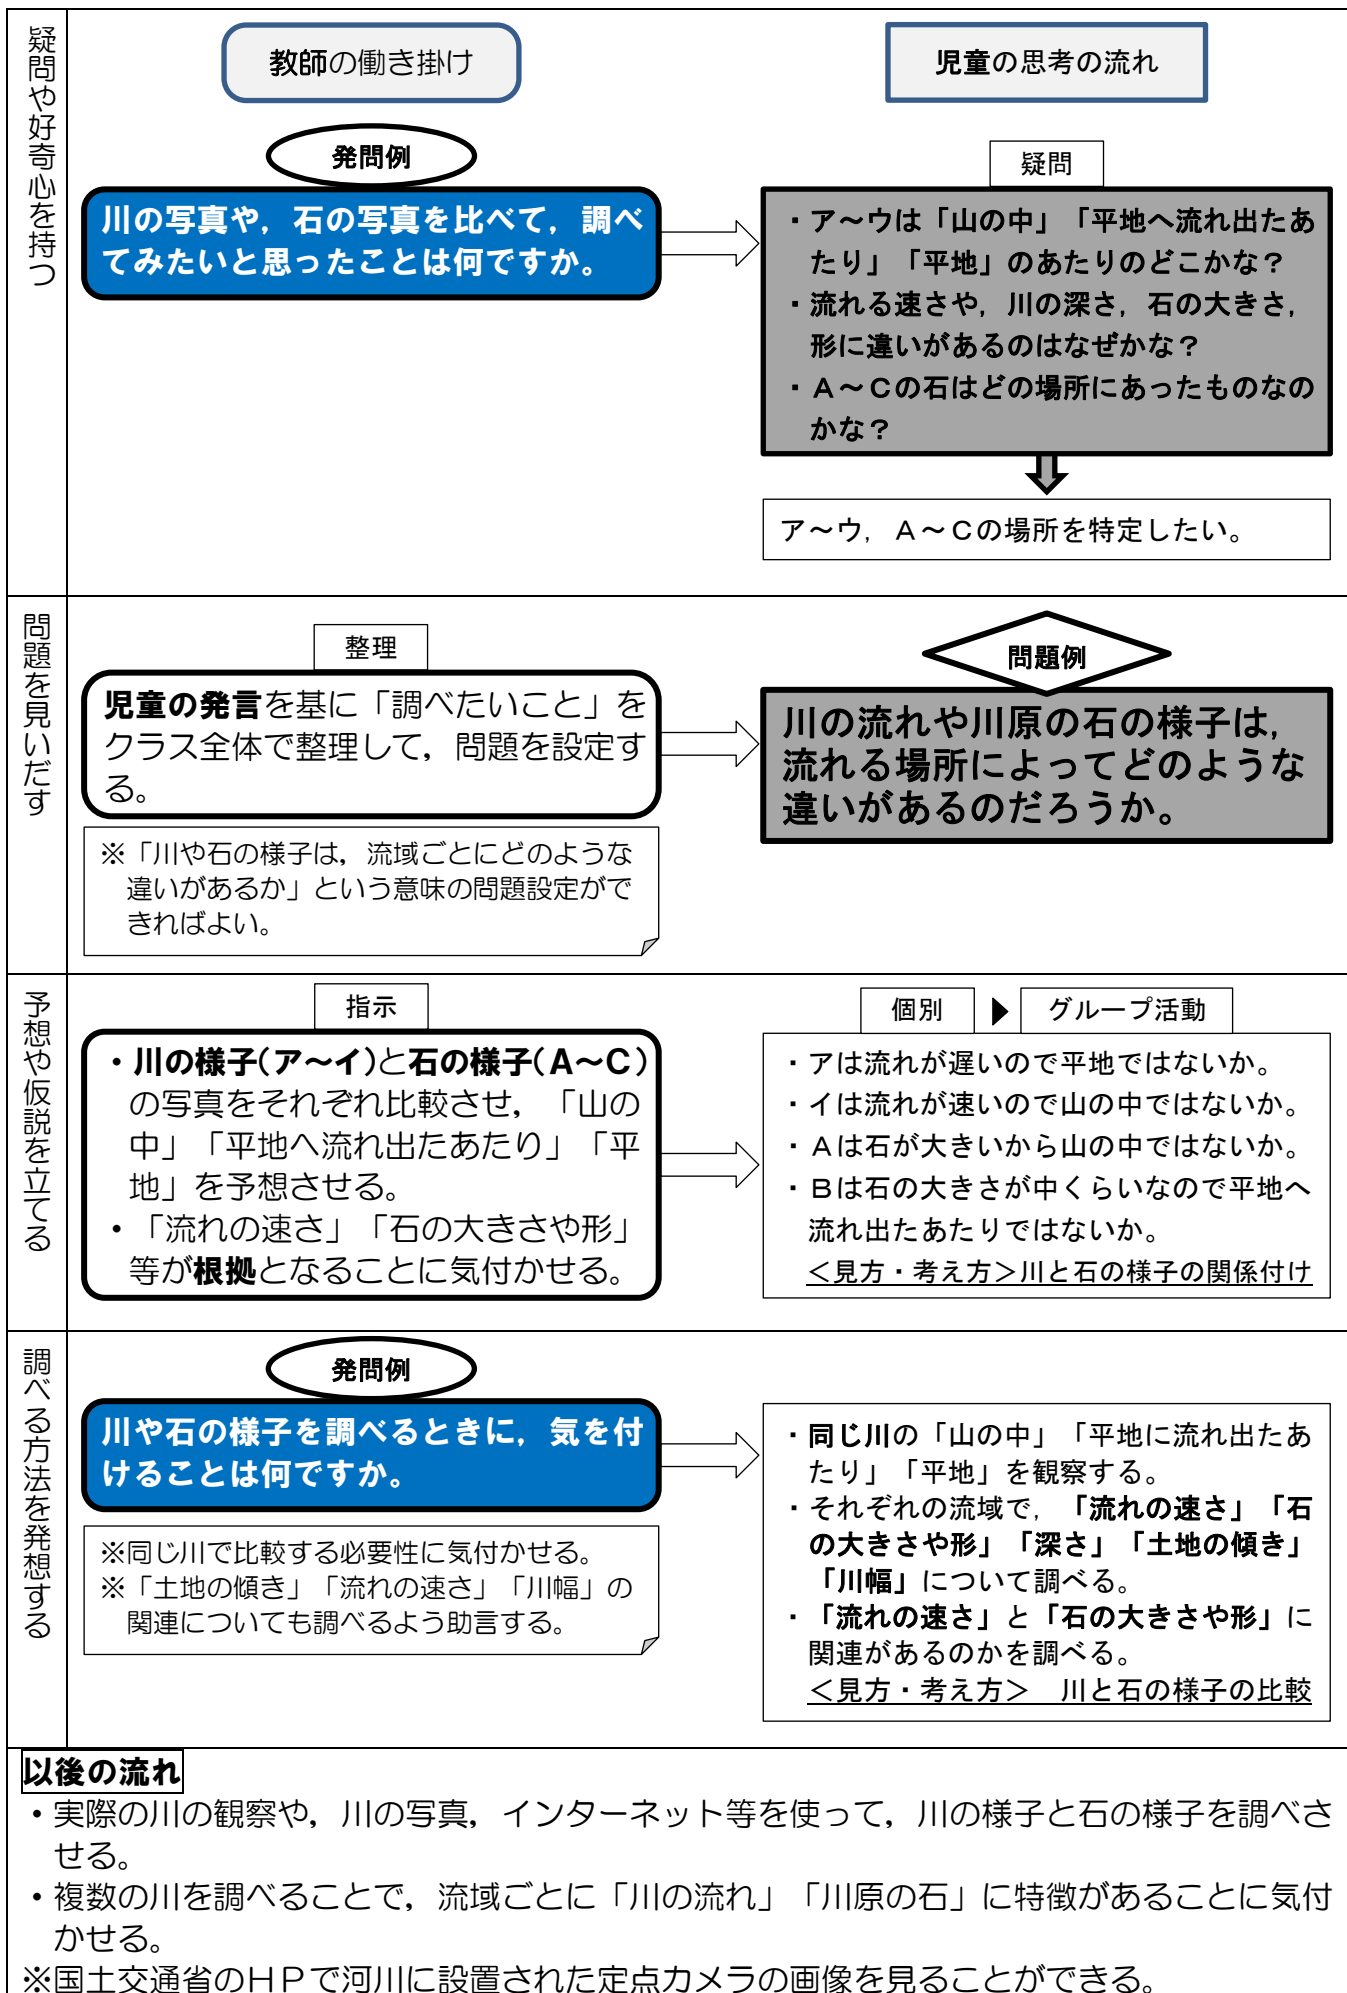 疑問や好奇心を持つ
教師の働き掛け
児童の思考の流れ
発問例
川の写真や，石の写真を比べて，調べ
てみたいと思ったことは何ですか。
疑問
・ア～ウは「山の中」「平地へ流れ出たあ
たり」「平地」のあたりのどこかな？
・流れる速さや，川の深さ，石の大きさ，
形に違いがあるのはなぜかな？
・Ａ～Ｃの石はどの場所にあったものなの
かな？
ア～ウ，Ａ～Ｃの場所を特定したい。
問題を見いだす
整理
児童の発言を基に「調べたいこと」を
クラス全体で整理して，問題を設定す
る。
※「川や石の様子は，流域ごとにどのような
違いがあるか」という意味の問題設定がで
きればよい。
問題例
川の流れや川原の石の様子は，
流れる場所によってどのような
違いがあるのだろうか。
予想や仮説を立てる
指示
・川の様子(ア～イ)と石の様子(Ａ～Ｃ)
の写真をそれぞれ比較させ，「山の
中」「平地へ流れ出たあたり」「平
地」を予想させる。
・「流れの速さ」「石の大きさや形」
等が根拠となることに気付かせる。
個別 ▶ グループ活動
・アは流れが遅いので平地ではないか。
・イは流れが速いので山の中ではないか。
・Ａは石が大きいから山の中ではないか。
・Ｂは石の大きさが中くらいなので平地へ
流れ出たあたりではないか。
＜見方・考え方＞川と石の様子の関係付け
調べる方法を発想する
発問例
川や石の様子を調べるときに，気を付
けることは何ですか。
※同じ川で比較する必要性に気付かせる。
※「土地の傾き」「流れの速さ」「川幅」の
関連についても調べるよう助言する。
・同じ川の「山の中」「平地に流れ出たあ
たり」「平地」を観察する。
・それぞれの流域で，「流れの速さ」「石
の大きさや形」「深さ」「土地の傾き」
「川幅」について調べる。
・「流れの速さ」と「石の大きさや形」に
関連があるのかを調べる。
＜見方・考え方＞　川と石の様子の比較
以後の流れ
・実際の川の観察や，川の写真，インターネット等を使って，川の様子と石の様子を調べさ
せる。
・複数の川を調べることで，流域ごとに「川の流れ」「川原の石」に特徴があることに気付
かせる。
※国土交通省のＨＰで河川に設置された定点カメラの画像を見ることができる。